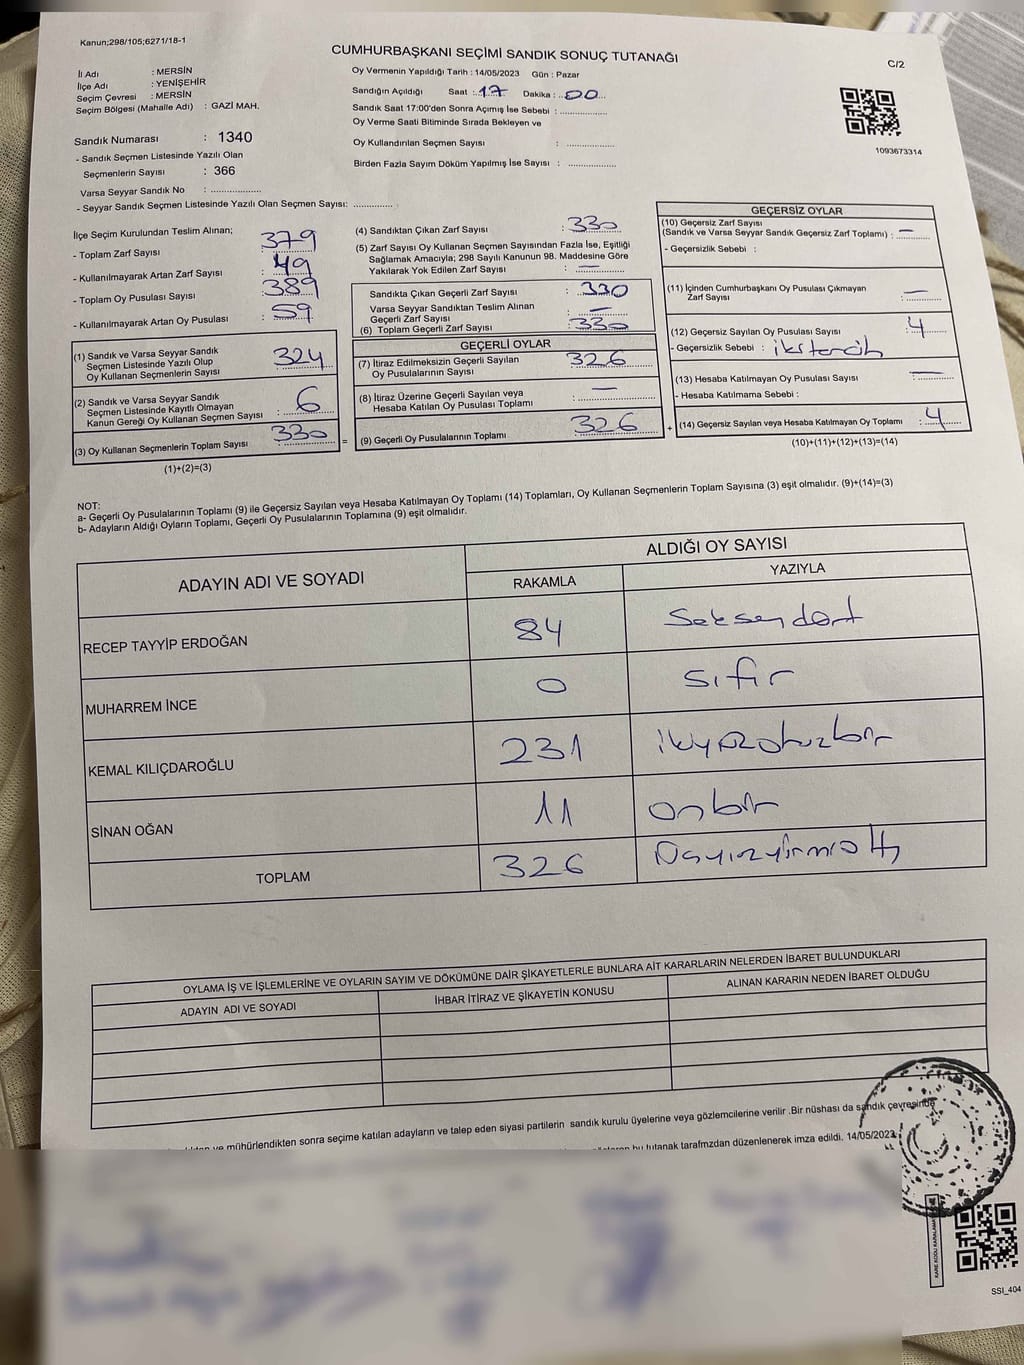 Kanun;298/105;6271/18-1
CUMHURBAŞKANI SEÇİMİ SANDIK SONUÇ TUTANAĞI
C/2
İl Adı : MERSİN
İlçe Adı : YENİŞEHİR
Seçim Çevresi : MERSİN
Seçim Bölgesi (Mahalle Adı) : GAZİ MAH.
Sandık Numarası : 1340
- Sandık Seçmen Listesinde Yazılı Olan
Seçmenlerin Sayısı : 366
Varsa Seyyar Sandık No : ....................
- Seyyar Sandık Seçmen Listesinde Yazılı Olan Seçmen Sayısı: ...............
Oy Vermenin Yapıldığı Tarih : 14/05/2023 Gün : Pazar
Sandığın Açıldığı Saat : 17 Dakika : 00
Sandık Saat 17:00'den Sonra Açımış İse Sebebi : ..................
Oy Verme Saati Bitiminde Sırada Bekleyen ve
Oy Kullandırılan Seçmen Sayısı : ..................
Birden Fazla Sayım Döküm Yapılmış İse Sayısı : ..................
1093673314
İlçe Seçim Kurulundan Teslim Alınan;
- Toplam Zarf Sayısı : 379
- Kullanılmayarak Artan Zarf Sayısı : 49
- Toplam Oy Pusulası Sayısı : 389
- Kullanılmayarak Artan Oy Pusulası : 59
(1) Sandık ve Varsa Seyyar Sandık
Seçmen Listesinde Yazılı Olup
Oy Kullanan Seçmenlerin Sayısı : 324
(2) Sandık ve Varsa Seyyar Sandık
Seçmen Listesinde Kayıtlı Olmayan
Kanun Gereği Oy Kullanan Seçmen Sayısı : 6
(3) Oy Kullanan Seçmenlerin Toplam Sayısı : 330
(1)+(2)=(3)
(4) Sandıktan Çıkan Zarf Sayısı : 330
(5) Zarf Sayısı Oy Kullanan Seçmen Sayısından Fazla İse, Eşitliği
Sağlamak Amacıyla; 298 Sayılı Kanunun 98. Maddesine Göre
Yakılarak Yok Edilen Zarf Sayısı : —
Sandıkta Çıkan Geçerli Zarf Sayısı : 330
Varsa Seyyar Sandıktan Teslim Alınan
Geçerli Zarf Sayısı : —
(6) Toplam Geçerli Zarf Sayısı : 330
GEÇERLİ OYLAR
(7) İtiraz Edilmeksizin Geçerli Sayılan
Oy Pusulalarının Sayısı : 326
(8) İtiraz Üzerine Geçerli Sayılan veya
Hesaba Katılan Oy Pusulası Toplamı : —
= (9) Geçerli Oy Pusulalarının Toplamı : 326
GEÇERSİZ OYLAR
(10) Geçersiz Zarf Sayısı
(Sandık ve Varsa Seyyar Sandık Geçersiz Zarf Toplamı) : —
- Geçersizlik Sebebi :
(11) İçinden Cumhurbaşkanı Oy Pusulası Çıkmayan
Zarf Sayısı : —
(12) Geçersiz Sayılan Oy Pusulası Sayısı : 4
- Geçersizlik Sebebi : iks tercih
(13) Hesaba Katılmayan Oy Pusulası Sayısı : —
- Hesaba Katılmama Sebebi :
+ (14) Geçersiz Sayılan veya Hesaba Katılmayan Oy Toplamı : 4
(10)+(11)+(12)+(13)=(14)
NOT:
a- Geçerli Oy Pusulalarının Toplamı (9) ile Geçersiz Sayılan veya Hesaba Katılmayan Oy Toplamı (14) Toplamları, Oy Kullanan Seçmenlerin Toplam Sayısına (3) eşit olmalıdır. (9)+(14)=(3)
b- Adayların Aldığı Oyların Toplamı, Geçerli Oy Pusulalarının Toplamına (9) eşit olmalıdır.
ADAYIN ADI VE SOYADI ALDIĞI OY SAYISI
RAKAMLA YAZIYLA
RECEP TAYYİP ERDOĞAN 84 Seksendört
MUHARREM İNCE 0 sıfır
KEMAL KILIÇDAROĞLU 231 ikiyüzotuzbir
SİNAN OĞAN 11 onbir
TOPLAM 326 üçyüzyirmialtı
OYLAMA İŞ VE İŞLEMLERİNE VE OYLARIN SAYIM VE DÖKÜMÜNE DAİR ŞİKAYETLERLE BUNLARA AİT KARARLARIN NELERDEN İBARET BULUNDUKLARI
ADAYIN ADI VE SOYADI İHBAR İTİRAZ VE ŞİKAYETİN KONUSU ALINAN KARARIN NEDEN İBARET OLDUĞU
ve mühürlendikten sonra seçime katılan adayların ve talep eden siyasi partilerin sandık kurulu üyelerine veya gözlemcilerine verilir .Bir nüshası da sandık çevresinde
bu tutanak tarafmzdan düzenlenerek imza edildi. 14/05/2023
KARE KODU KARALAMAYINIZ
SSI_404